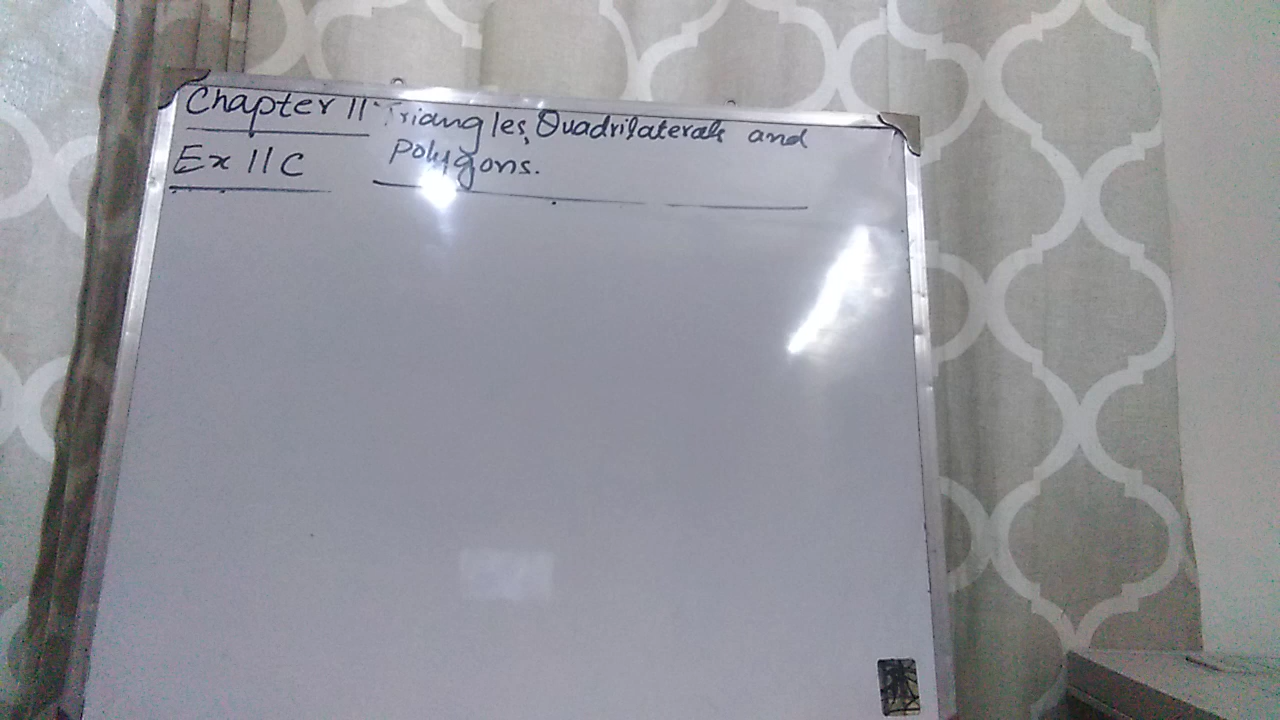 Chapter 11 Triangles, Quadrilaterals and
Ex 11C Polygons.